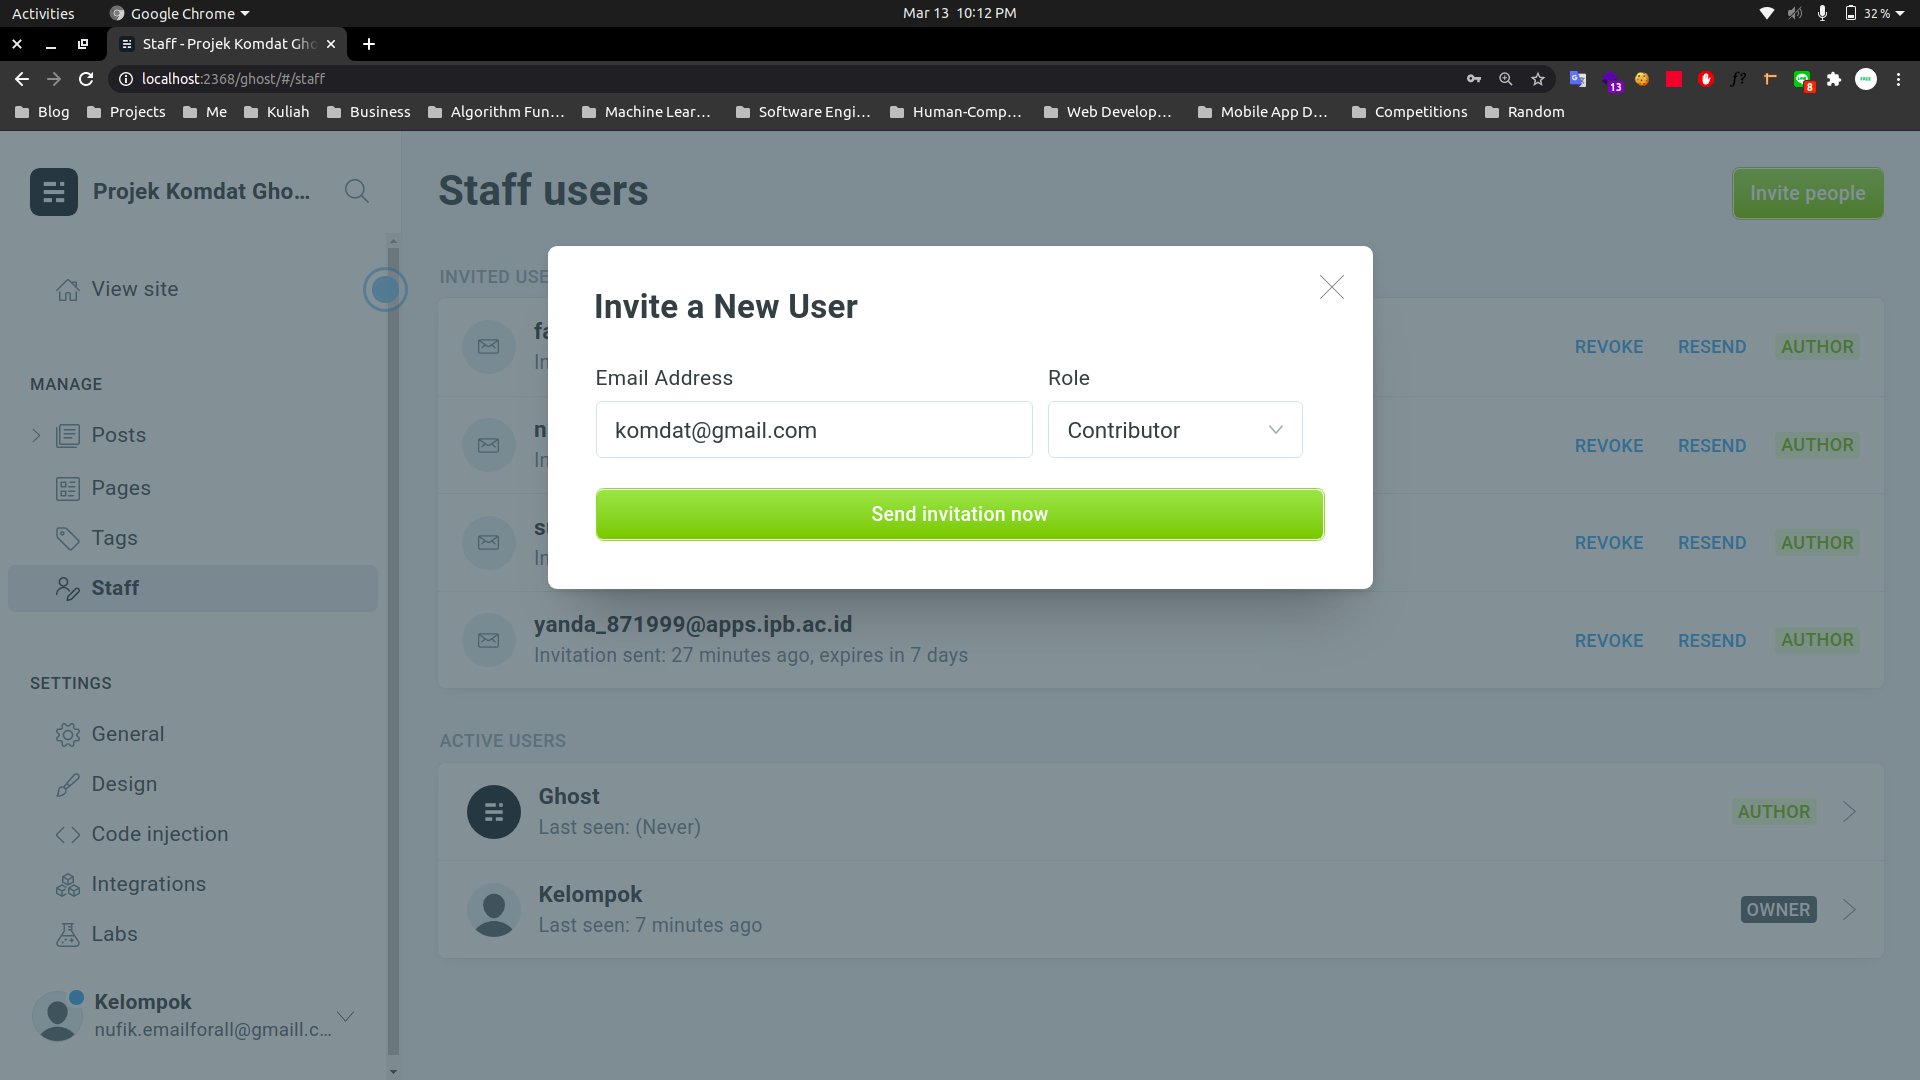 Activities
Google Chrome
Mar 13 10:12 PM
32 %
Staff - Projek Komdat Gho
localhost:2368/ghost/#/staff
13
8
Blog
Projects
Me
Kuliah
Business
Algorithm Fun...
Machine Lear...
Software Engi...
Human-Comp...
Web Develop...
Mobile App D...
Competitions
Random
Projek Komdat Gho...
View site
MANAGE
Posts
Pages
Tags
Staff
SETTINGS
General
Design
Code injection
Integrations
Labs
Kelompok
nufik.emailforall@gmaill.c...
Staff users
Invite people
INVITED USE
REVOKE RESEND AUTHOR
REVOKE RESEND AUTHOR
REVOKE RESEND AUTHOR
Invite a New User
Email Address
Role
komdat@gmail.com
Contributor
Send invitation now
yanda_871999@apps.ipb.ac.id
Invitation sent: 27 minutes ago, expires in 7 days
REVOKE RESEND AUTHOR
ACTIVE USERS
Ghost
Last seen: (Never)
AUTHOR
Kelompok
Last seen: 7 minutes ago
OWNER